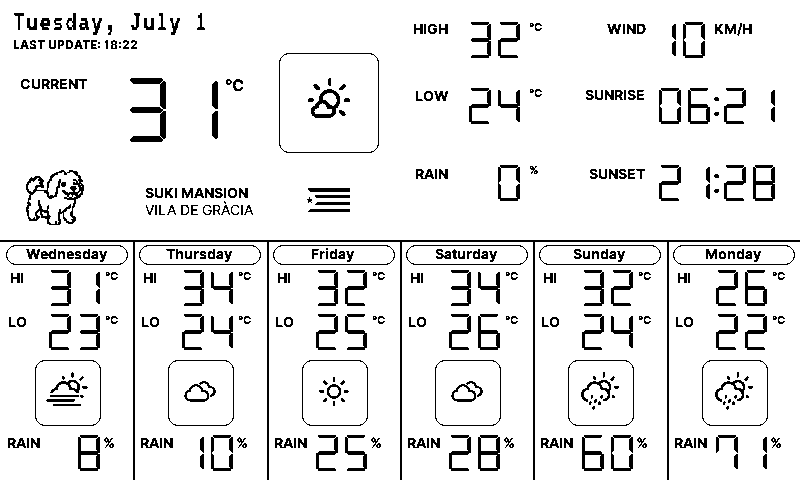 Tuesday, July 1
LAST UPDATE: 18:22
CURRENT 31°C
HIGH 32°C
WIND 10 KM/H
LOW 24°C
SUNRISE 06:21
RAIN 0%
SUNSET 21:28
SUKI MANSION
VILA DE GRÀCIA
Wednesday
HI 31°C
LO 23°C
RAIN 8%
Thursday
HI 34°C
LO 24°C
RAIN 10%
Friday
HI 32°C
LO 25°C
RAIN 25%
Saturday
HI 34°C
LO 26°C
RAIN 28%
Sunday
HI 32°C
LO 24°C
RAIN 60%
Monday
HI 26°C
LO 22°C
RAIN 71%